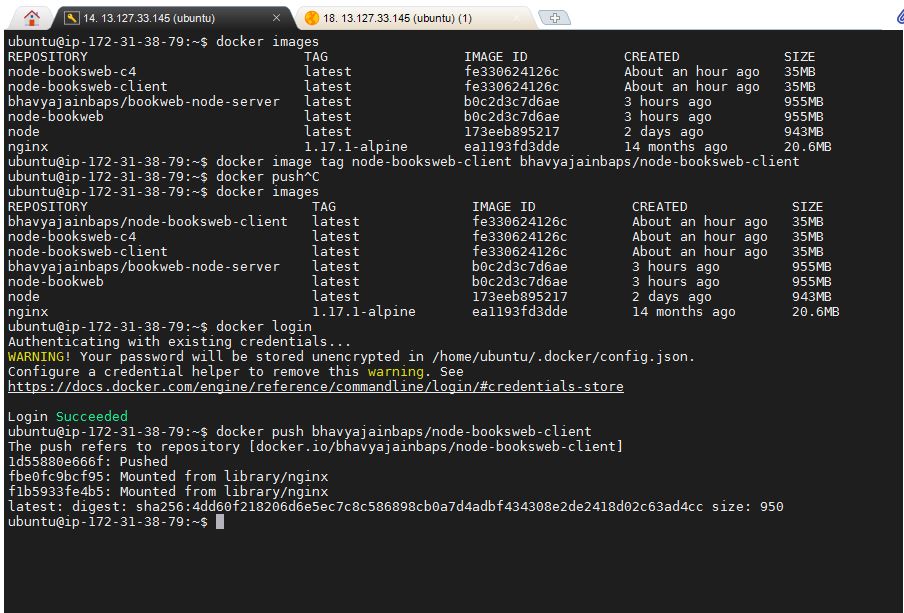 14. 13.127.33.145 (ubuntu)
18. 13.127.33.145 (ubuntu) (1)
ubuntu@ip-172-31-38-79:~$ docker images
REPOSITORY TAG IMAGE ID CREATED SIZE
node-booksweb-c4 latest fe330624126c About an hour ago 35MB
node-booksweb-client latest fe330624126c About an hour ago 35MB
bhavyajainbaps/bookweb-node-server latest b0c2d3c7d6ae 3 hours ago 955MB
node-bookweb latest b0c2d3c7d6ae 3 hours ago 955MB
node latest 173eeb895217 2 days ago 943MB
nginx 1.17.1-alpine ea1193fd3dde 14 months ago 20.6MB
ubuntu@ip-172-31-38-79:~$ docker image tag node-booksweb-client bhavyajainbaps/node-booksweb-client
ubuntu@ip-172-31-38-79:~$ docker push^C
ubuntu@ip-172-31-38-79:~$ docker images
REPOSITORY TAG IMAGE ID CREATED SIZE
bhavyajainbaps/node-booksweb-client latest fe330624126c About an hour ago 35MB
node-booksweb-c4 latest fe330624126c About an hour ago 35MB
node-booksweb-client latest fe330624126c About an hour ago 35MB
bhavyajainbaps/bookweb-node-server latest b0c2d3c7d6ae 3 hours ago 955MB
node-bookweb latest b0c2d3c7d6ae 3 hours ago 955MB
node latest 173eeb895217 2 days ago 943MB
nginx 1.17.1-alpine ea1193fd3dde 14 months ago 20.6MB
ubuntu@ip-172-31-38-79:~$ docker login
Authenticating with existing credentials...
WARNING! Your password will be stored unencrypted in /home/ubuntu/.docker/config.json.
Configure a credential helper to remove this warning. See
https://docs.docker.com/engine/reference/commandline/login/#credentials-store
Login Succeeded
ubuntu@ip-172-31-38-79:~$ docker push bhavyajainbaps/node-booksweb-client
The push refers to repository [docker.io/bhavyajainbaps/node-booksweb-client]
1d55880e666f: Pushed
fbe0fc9bcf95: Mounted from library/nginx
f1b5933fe4b5: Mounted from library/nginx
latest: digest: sha256:4dd60f218206d6e5ec7c8c586898cb0a7d4adbf434308e2de2418d02c63ad4cc size: 950
ubuntu@ip-172-31-38-79:~$